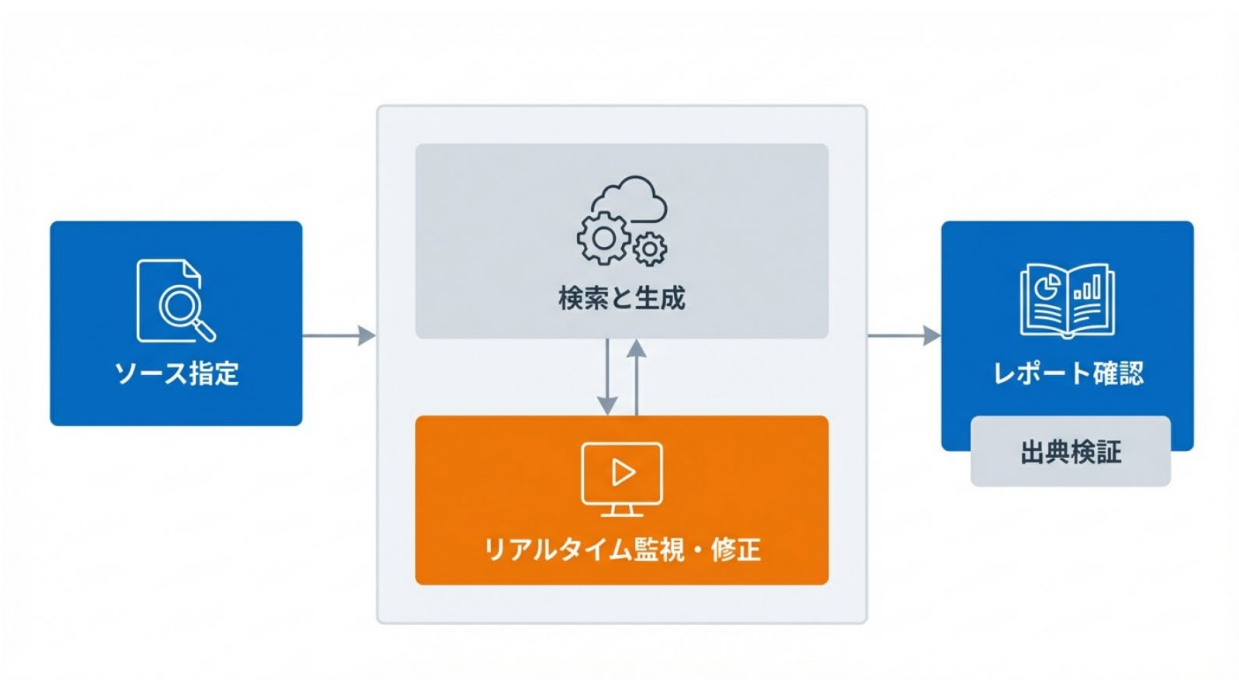 ソース指定
検索と生成
リアルタイム監視・修正
レポート確認
出典検証